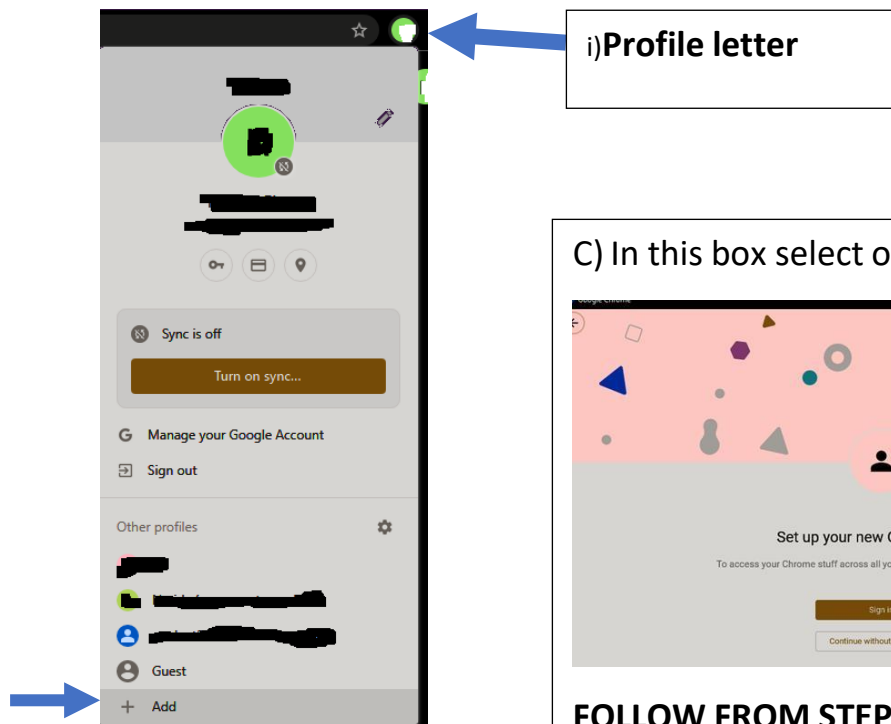 i)Profile letter
Sync is off
Turn on sync...
G Manage your Google Account
Sign out
Other profiles
Guest
+ Add
C) In this box select o
Google Chrome
Set up your new
To access your Chrome stuff across all yo
Sign i
Continue without
FOLLOW FROM STEP